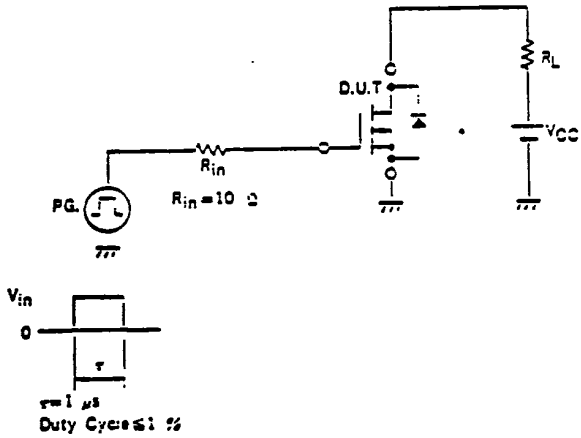 D.U.T
RL
VCC
Rin
PG.
Rin=10 Ω
Vin
0
τ
τ=1 μs
Duty Cycle≦1 %